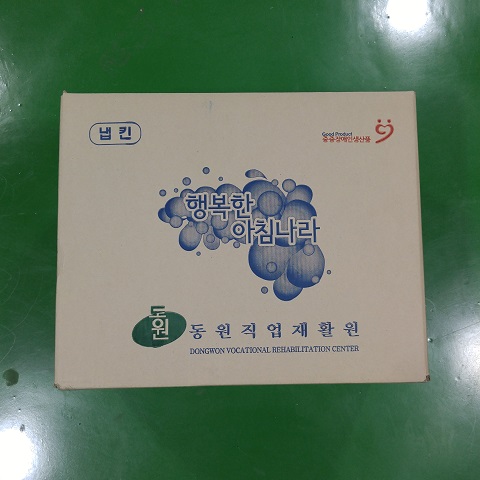 냅킨
Good Product
중증장애인생산품
행복한
아침나라
도원
동원직업재활원
DONGWON VOCATIONAL REHABILITATION CENTER